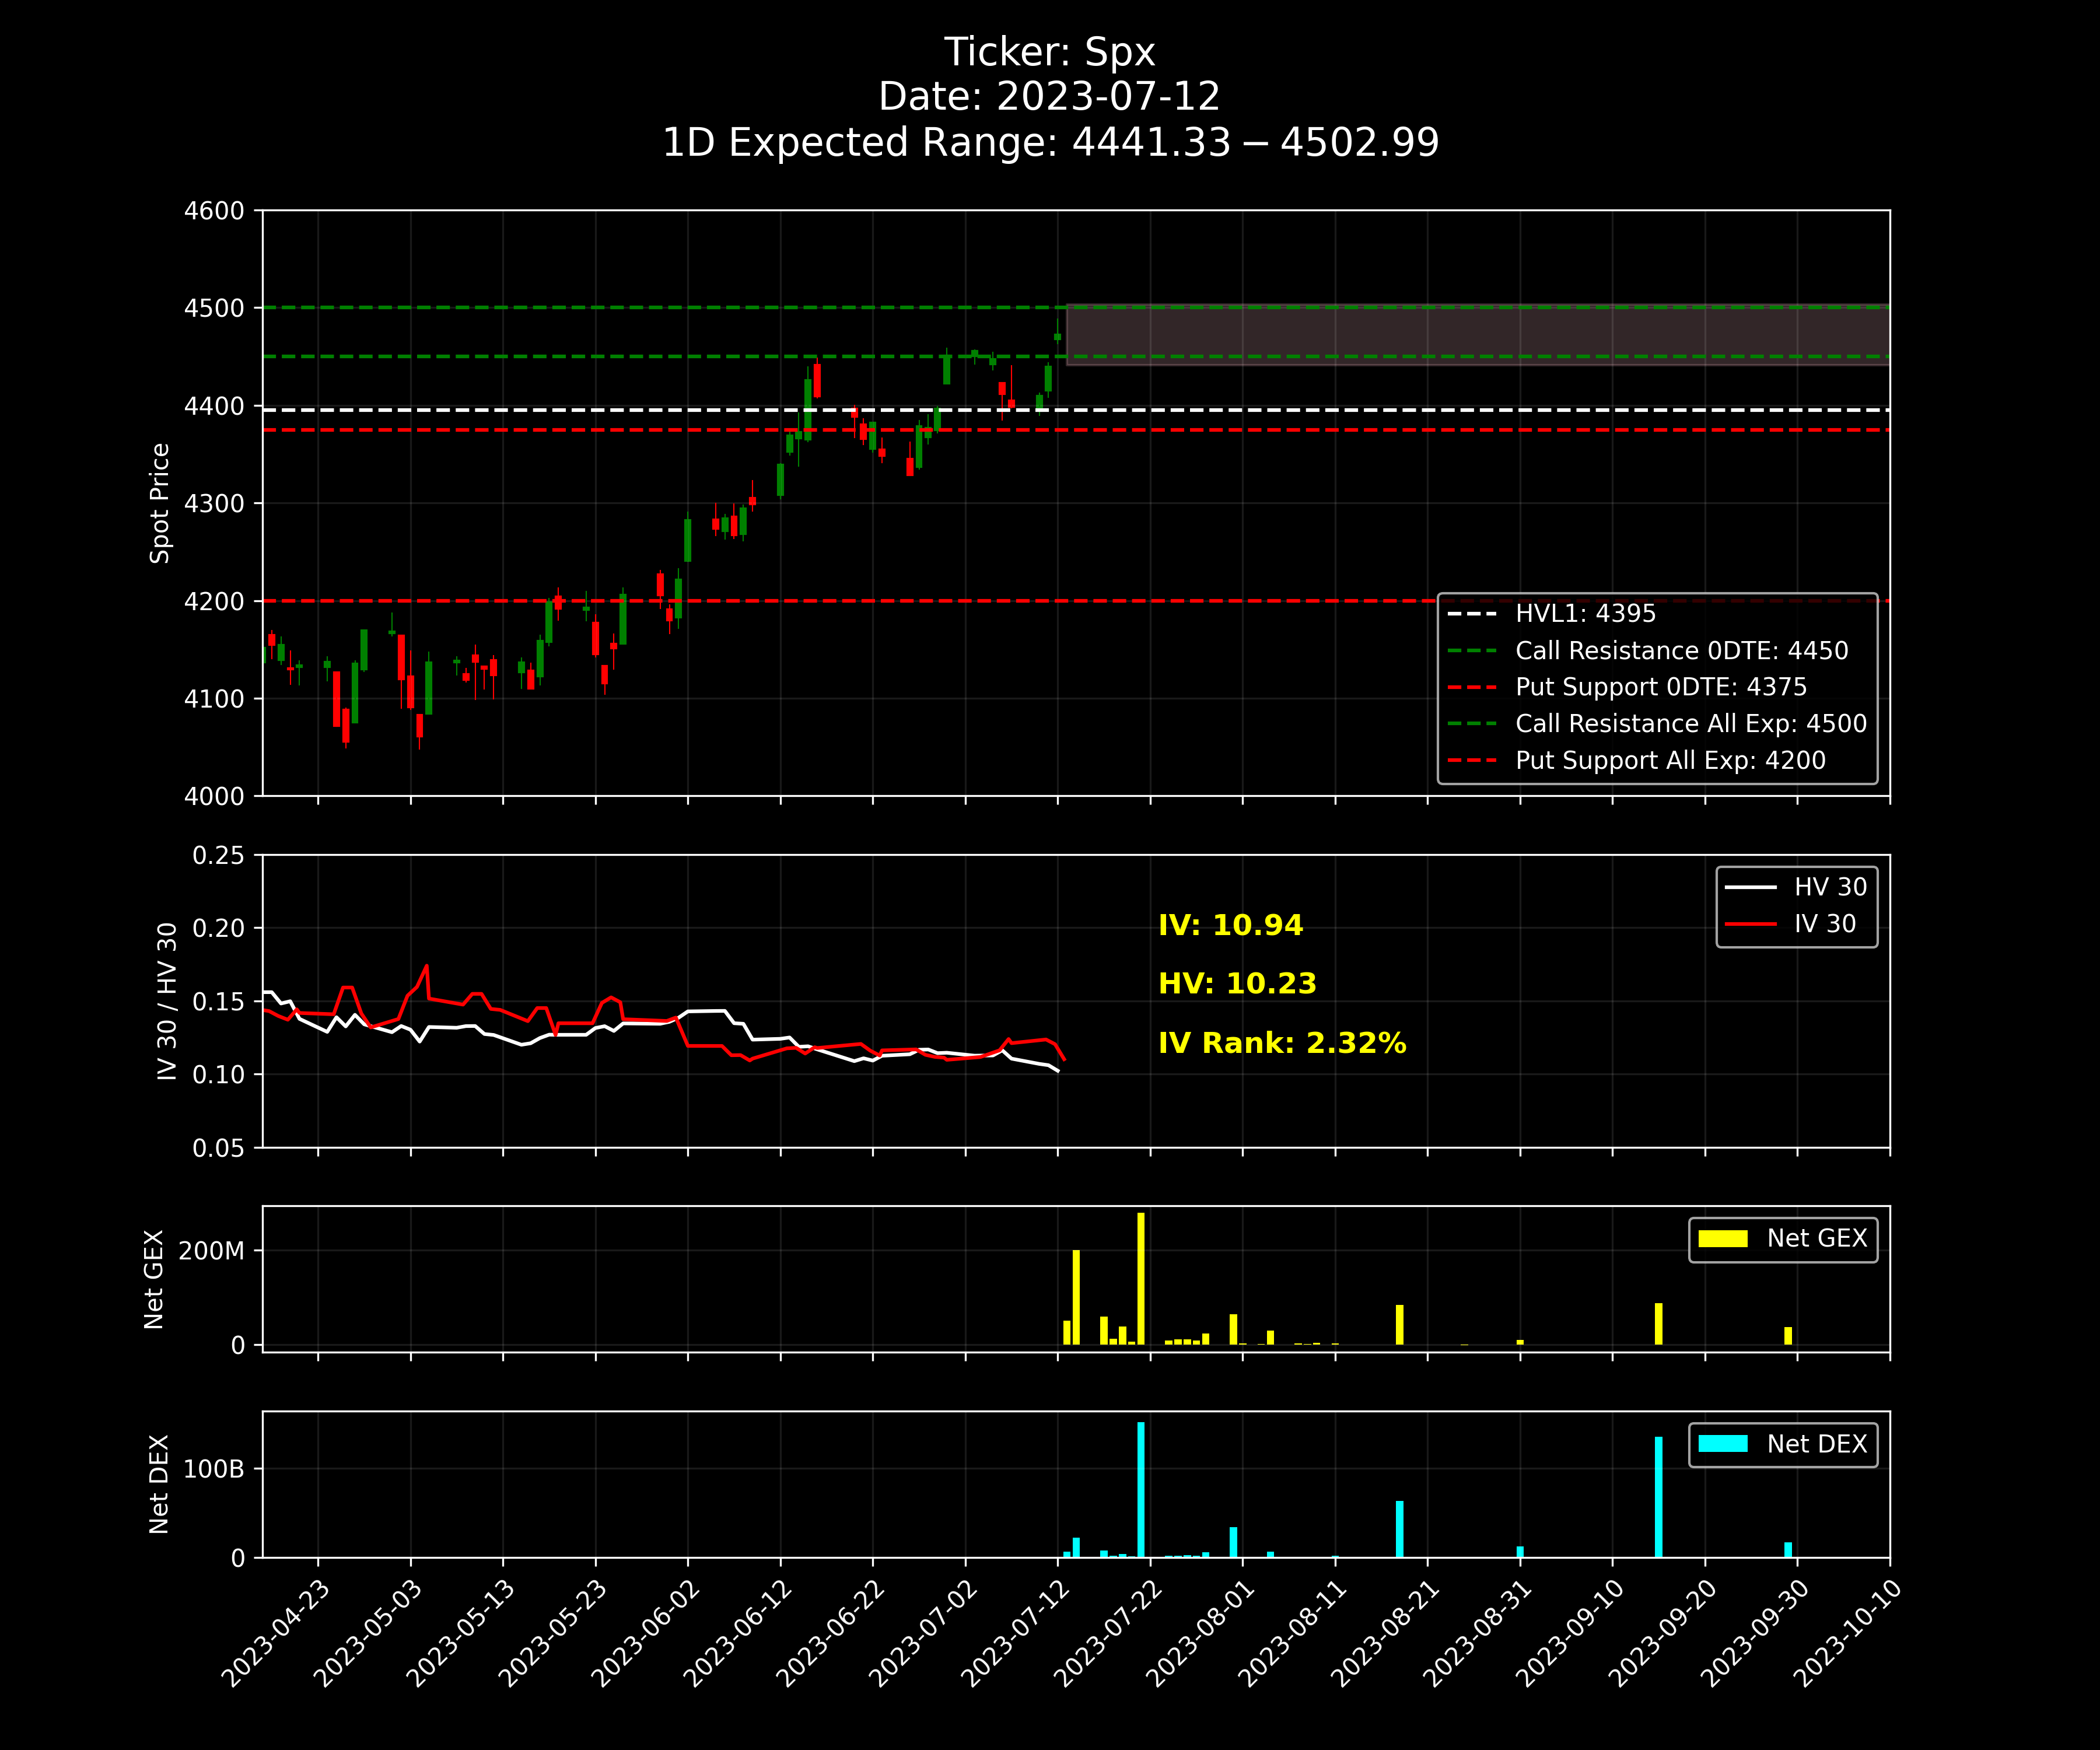 Ticker: Spx
Date: 2023-07-12
1D Expected Range: 4441.33 − 4502.99
4600
4500
4400
4300
4200
4100
4000
Spot Price
HVL1: 4395
Call Resistance 0DTE: 4450
Put Support 0DTE: 4375
Call Resistance All Exp: 4500
Put Support All Exp: 4200
0.25
0.20
0.15
0.10
0.05
IV 30 / HV 30
IV: 10.94
HV: 10.23
IV Rank: 2.32%
HV 30
IV 30
200M
0
Net GEX
Net GEX
100B
0
Net DEX
Net DEX
2023-04-23
2023-05-03
2023-05-13
2023-05-23
2023-06-02
2023-06-12
2023-06-22
2023-07-02
2023-07-12
2023-07-22
2023-08-01
2023-08-11
2023-08-21
2023-08-31
2023-09-10
2023-09-20
2023-09-30
2023-10-10